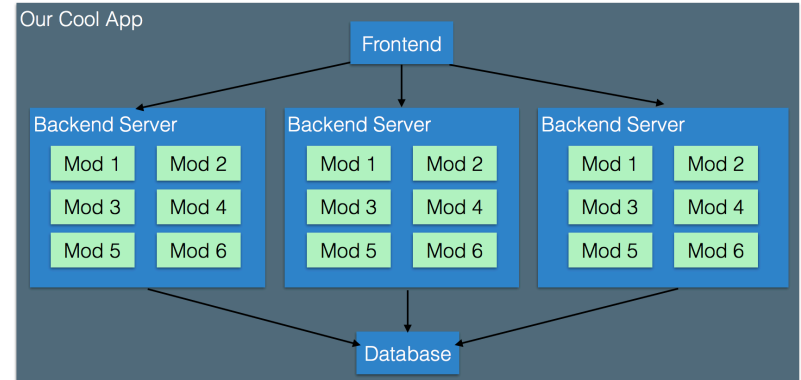 Our Cool App
Frontend
Backend Server
Mod 1 Mod 2
Mod 3 Mod 4
Mod 5 Mod 6
Backend Server
Mod 1 Mod 2
Mod 3 Mod 4
Mod 5 Mod 6
Backend Server
Mod 1 Mod 2
Mod 3 Mod 4
Mod 5 Mod 6
Database